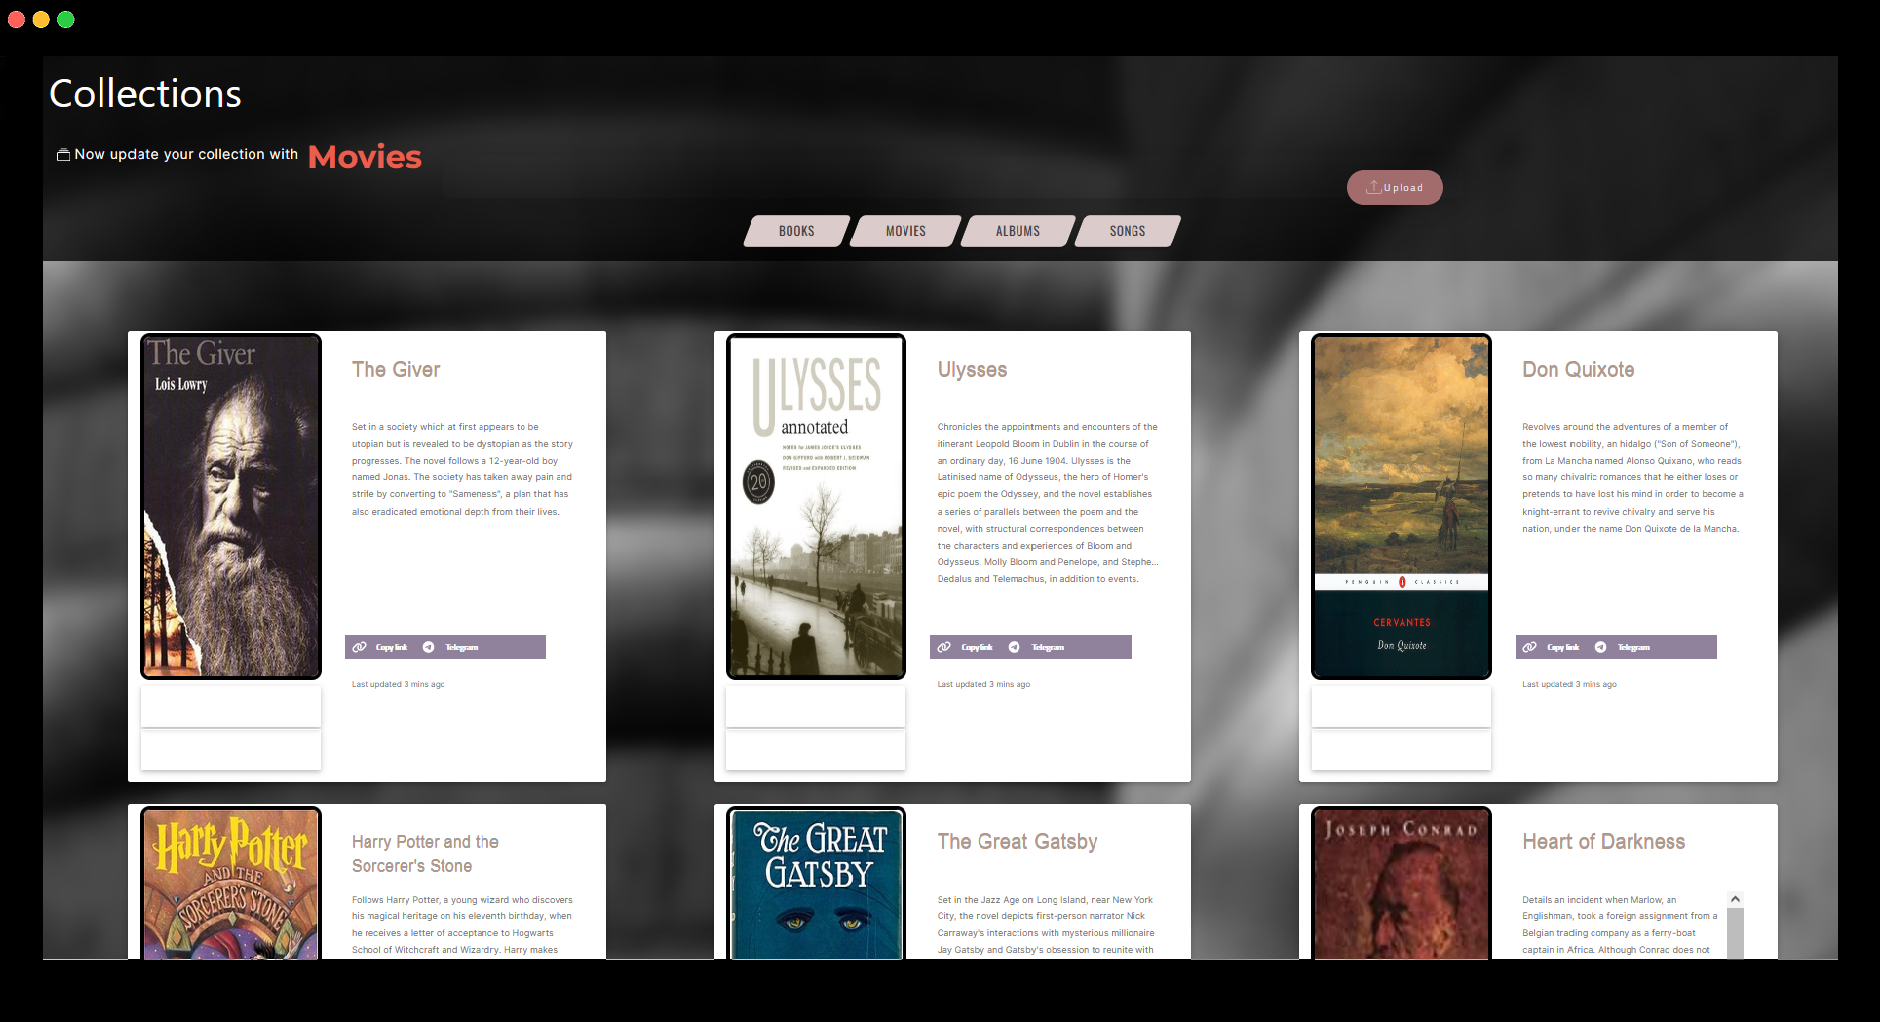 Collections
Now update your collection with Movies
Upload
BOOKS
MOVIES
ALBUMS
SONGS
The Giver
Lois Lowry
The Giver
Set in a society which at first appears to be
utopian but is revealed to be dystopian as the story
progresses. The novel follows a 12-year-old boy
named Jonas. The society has taken away pain and
strife by converting to "Sameness", a plan that has
also eradicated emotional depth from their lives.
Copy link
Telegram
Last updated 3 mins ago
ULYSSES
annotated
NOTES for JAMES JOYCE'S ULYSSES
DON GIFFORD with ROBERT J. SEIDMAN
REVISED and EXPANDED EDITION
20
Ulysses
Chronicles the appointments and encounters of the
itinerant Leopold Bloom in Dublin in the course of
an ordinary day, 16 June 1904. Ulysses is the
Latinised name of Odysseus, the hero of Homer's
epic poem the Odyssey, and the novel establishes
a series of parallels between the poem and the
novel, with structural correspondences between
the characters and experiences of Bloom and
Odysseus, Molly Bloom and Penelope, and Stephe...
Dedalus and Telemachus, in addition to events.
Copy link
Telegram
Last updated 3 mins ago
PENGUIN CLASSICS
CERVANTES
Don Quixote
Don Quixote
Revolves around the adventures of a member of
the lowest nobility, an hidalgo ("Son of Someone"),
from La Mancha named Alonso Quixano, who reads
so many chivalric romances that he either loses or
pretends to have lost his mind in order to become a
knight-errant to revive chivalry and serve his
nation, under the name Don Quixote de la Mancha.
Copy link
Telegram
Last updated 3 mins ago
Harry Potter
AND THE
SORCERER'S STONE
Harry Potter and the
Sorcerer's Stone
Follows Harry Potter, a young wizard who discovers
his magical heritage on his eleventh birthday, when
he receives a letter of acceptance to Hogwarts
School of Witchcraft and Wizardry. Harry makes
The GREAT
GATSBY
The Great Gatsby
Set in the Jazz Age on Long Island, near New York
City, the novel depicts first-person narrator Nick
Carraway's interactions with mysterious millionaire
Jay Gatsby and Gatsby's obsession to reunite with
JOSEPH CONRAD
Heart of Darkness
Details an incident when Marlow, an
Englishman, took a foreign assignment from a
Belgian trading company as a ferry-boat
captain in Africa. Although Conrad does not